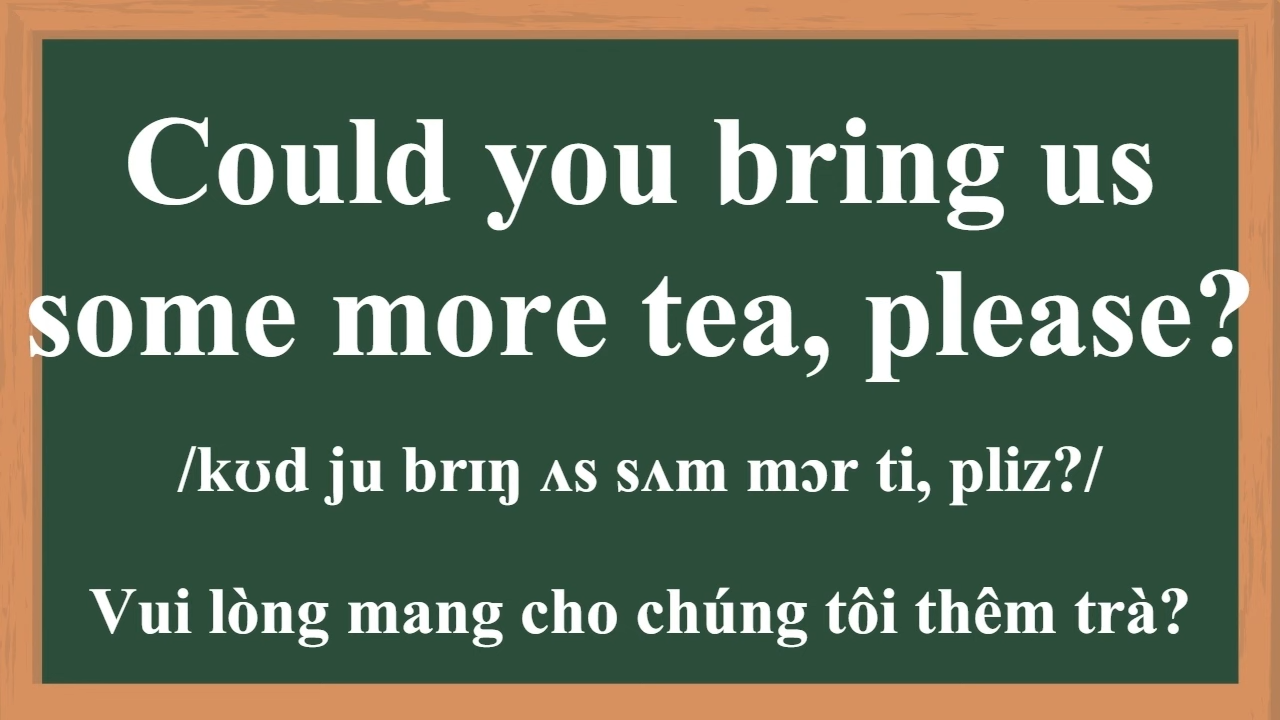 Could you bring us
some more tea, please?
/kʊd ju brɪŋ ʌs sʌm mɔr ti, pliz?/
Vui lòng mang cho chúng tôi thêm trà?